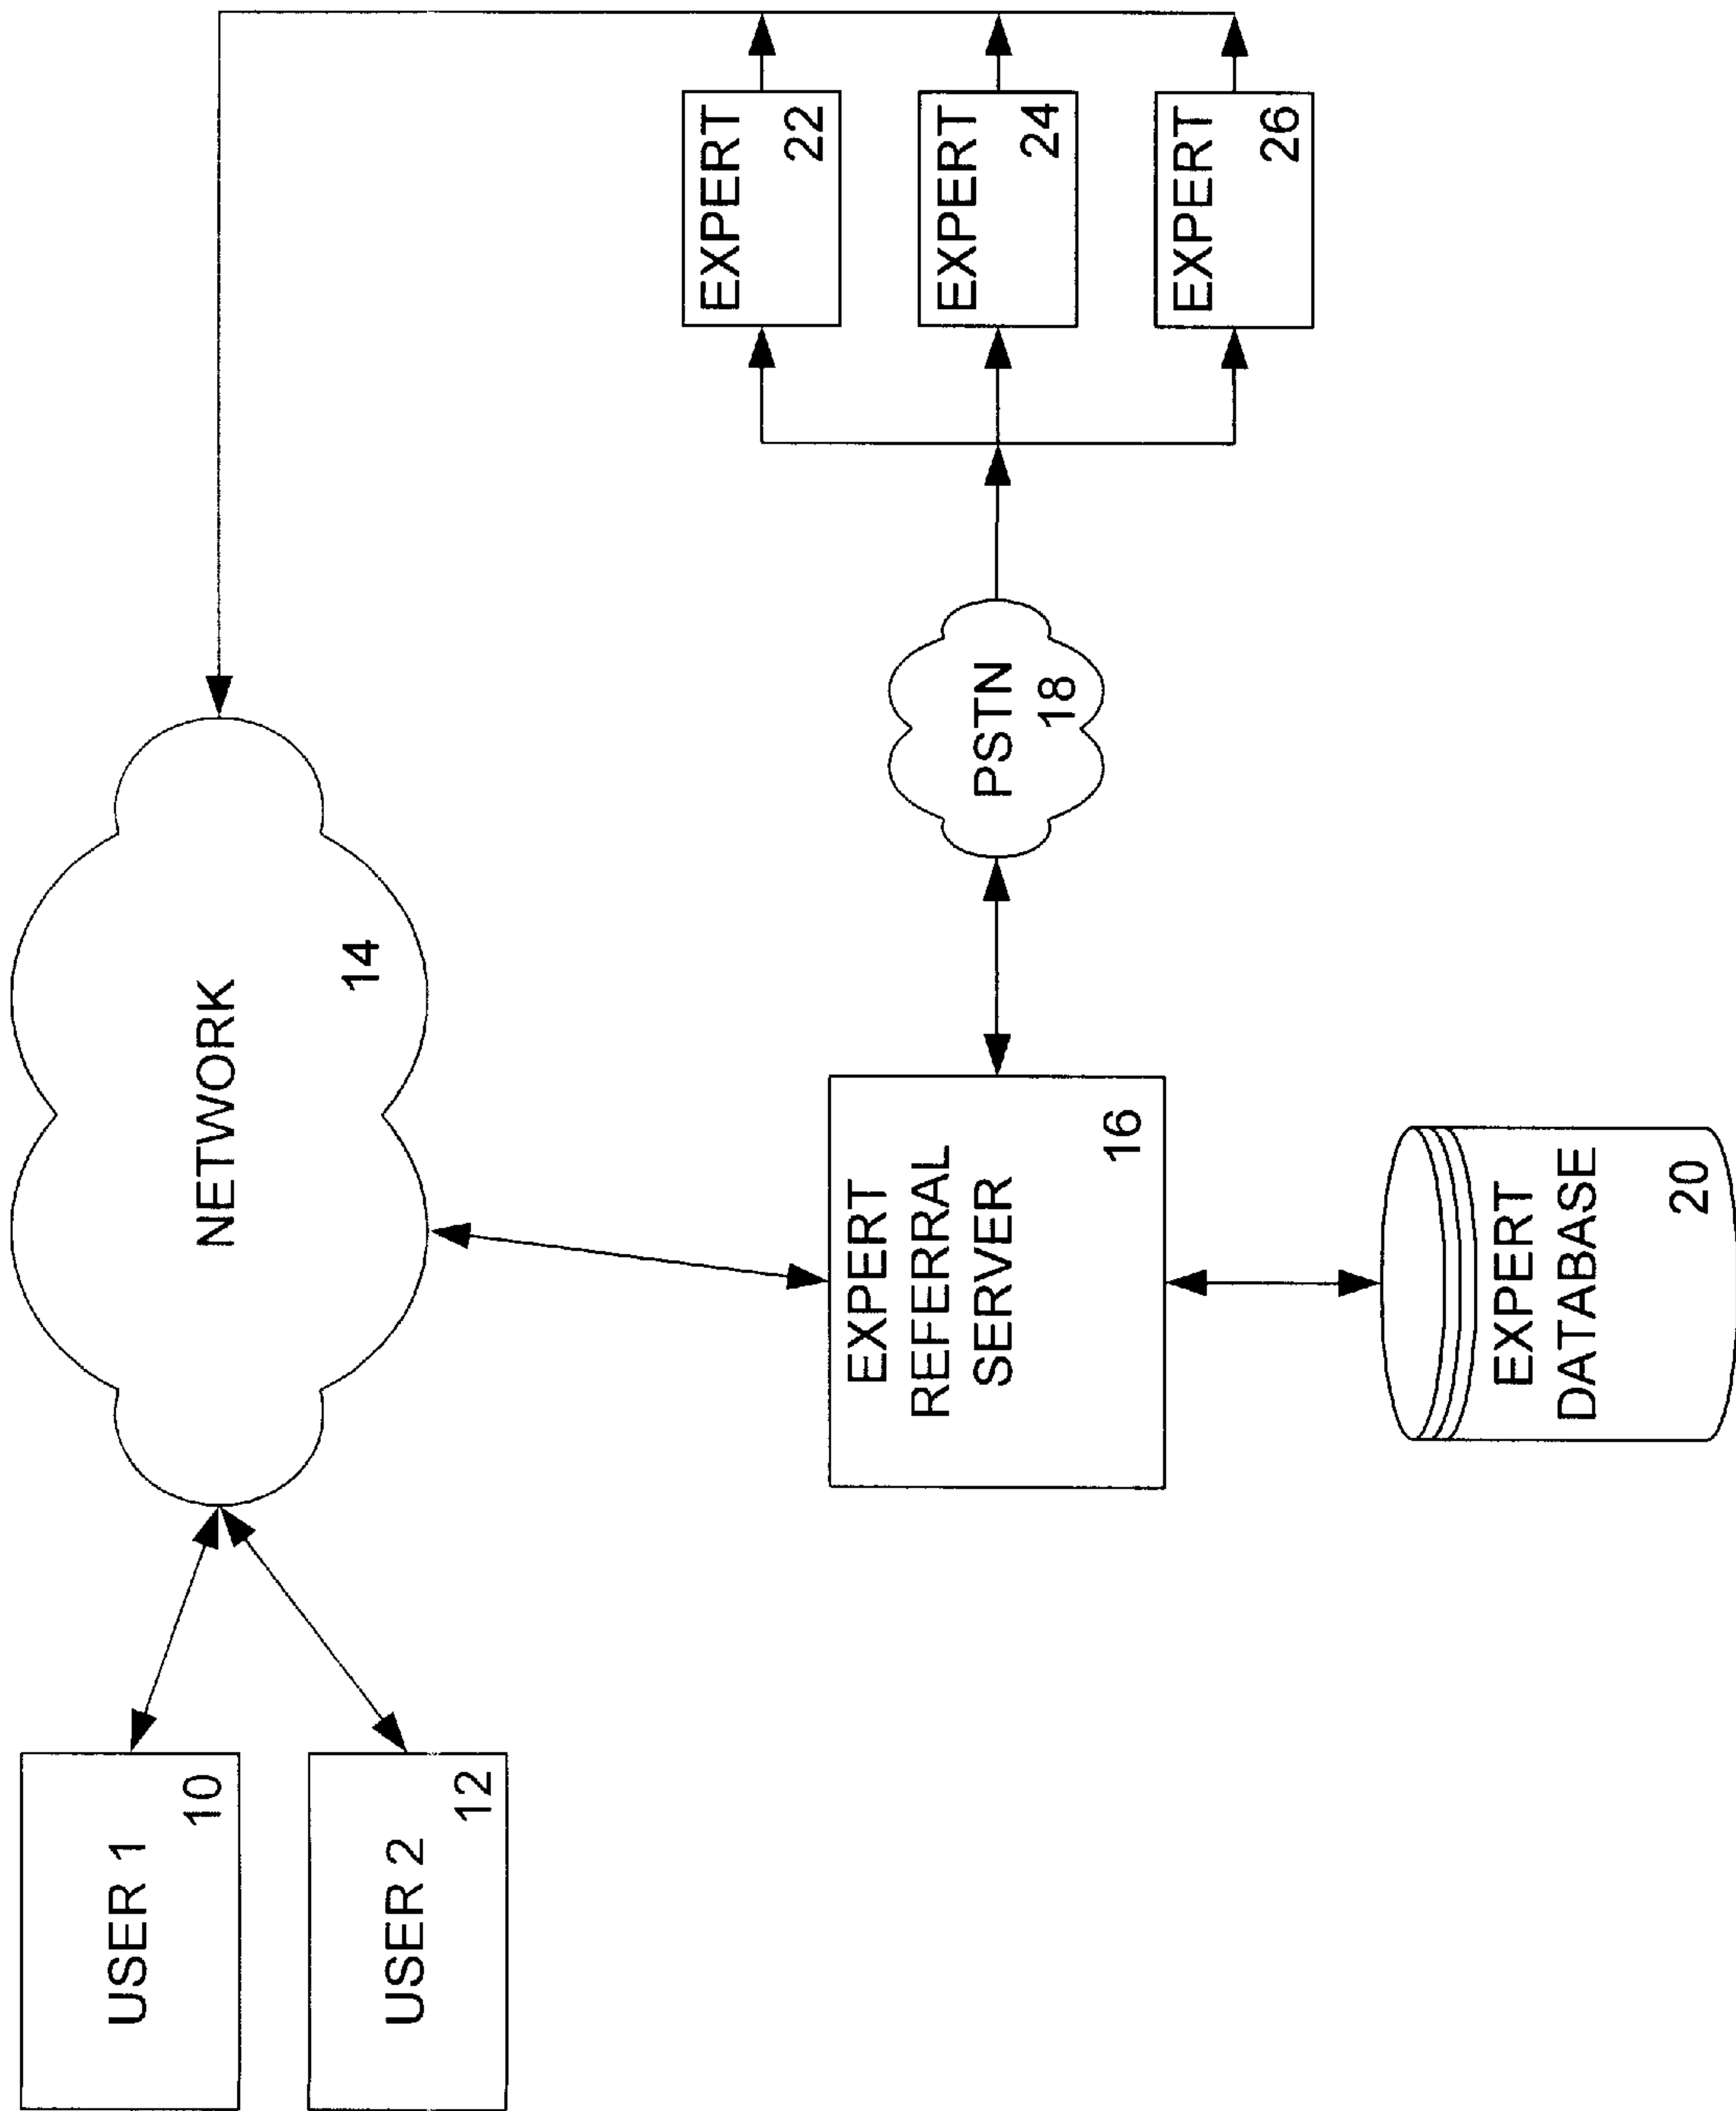 USER 1
10
USER 2
12
NETWORK
14
EXPERT
REFERRAL
SERVER
16
EXPERT
DATABASE
20
PSTN
18
EXPERT
22
EXPERT
24
EXPERT
26